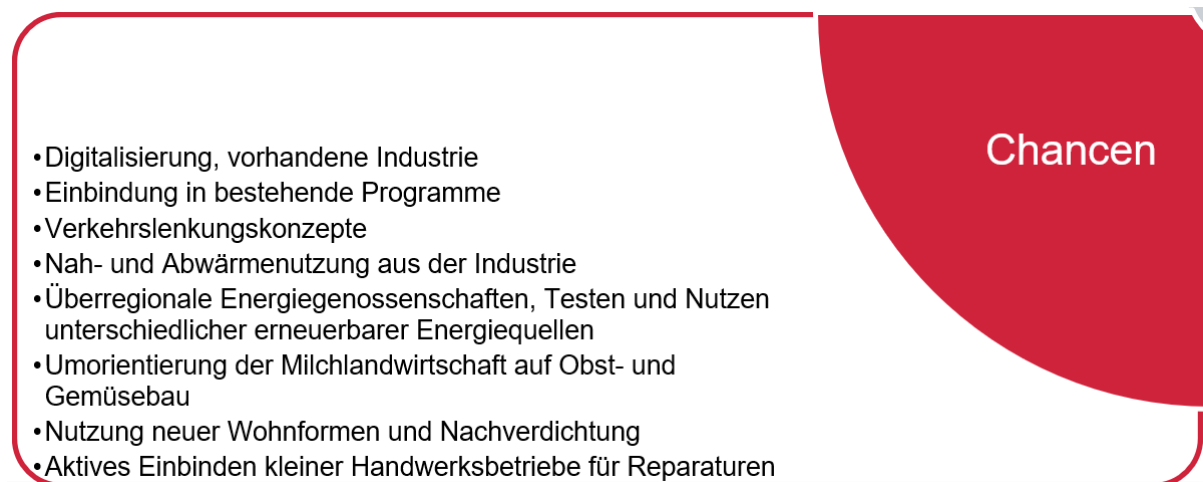 •Digitalisierung, vorhandene Industrie
•Einbindung in bestehende Programme
•Verkehrslenkungskonzepte
•Nah- und Abwärmenutzung aus der Industrie
•Überregionale Energiegenossenschaften, Testen und Nutzen
unterschiedlicher erneuerbarer Energiequellen
•Umorientierung der Milchlandwirtschaft auf Obst- und
Gemüsebau
•Nutzung neuer Wohnformen und Nachverdichtung
•Aktives Einbinden kleiner Handwerksbetriebe für Reparaturen
Chancen